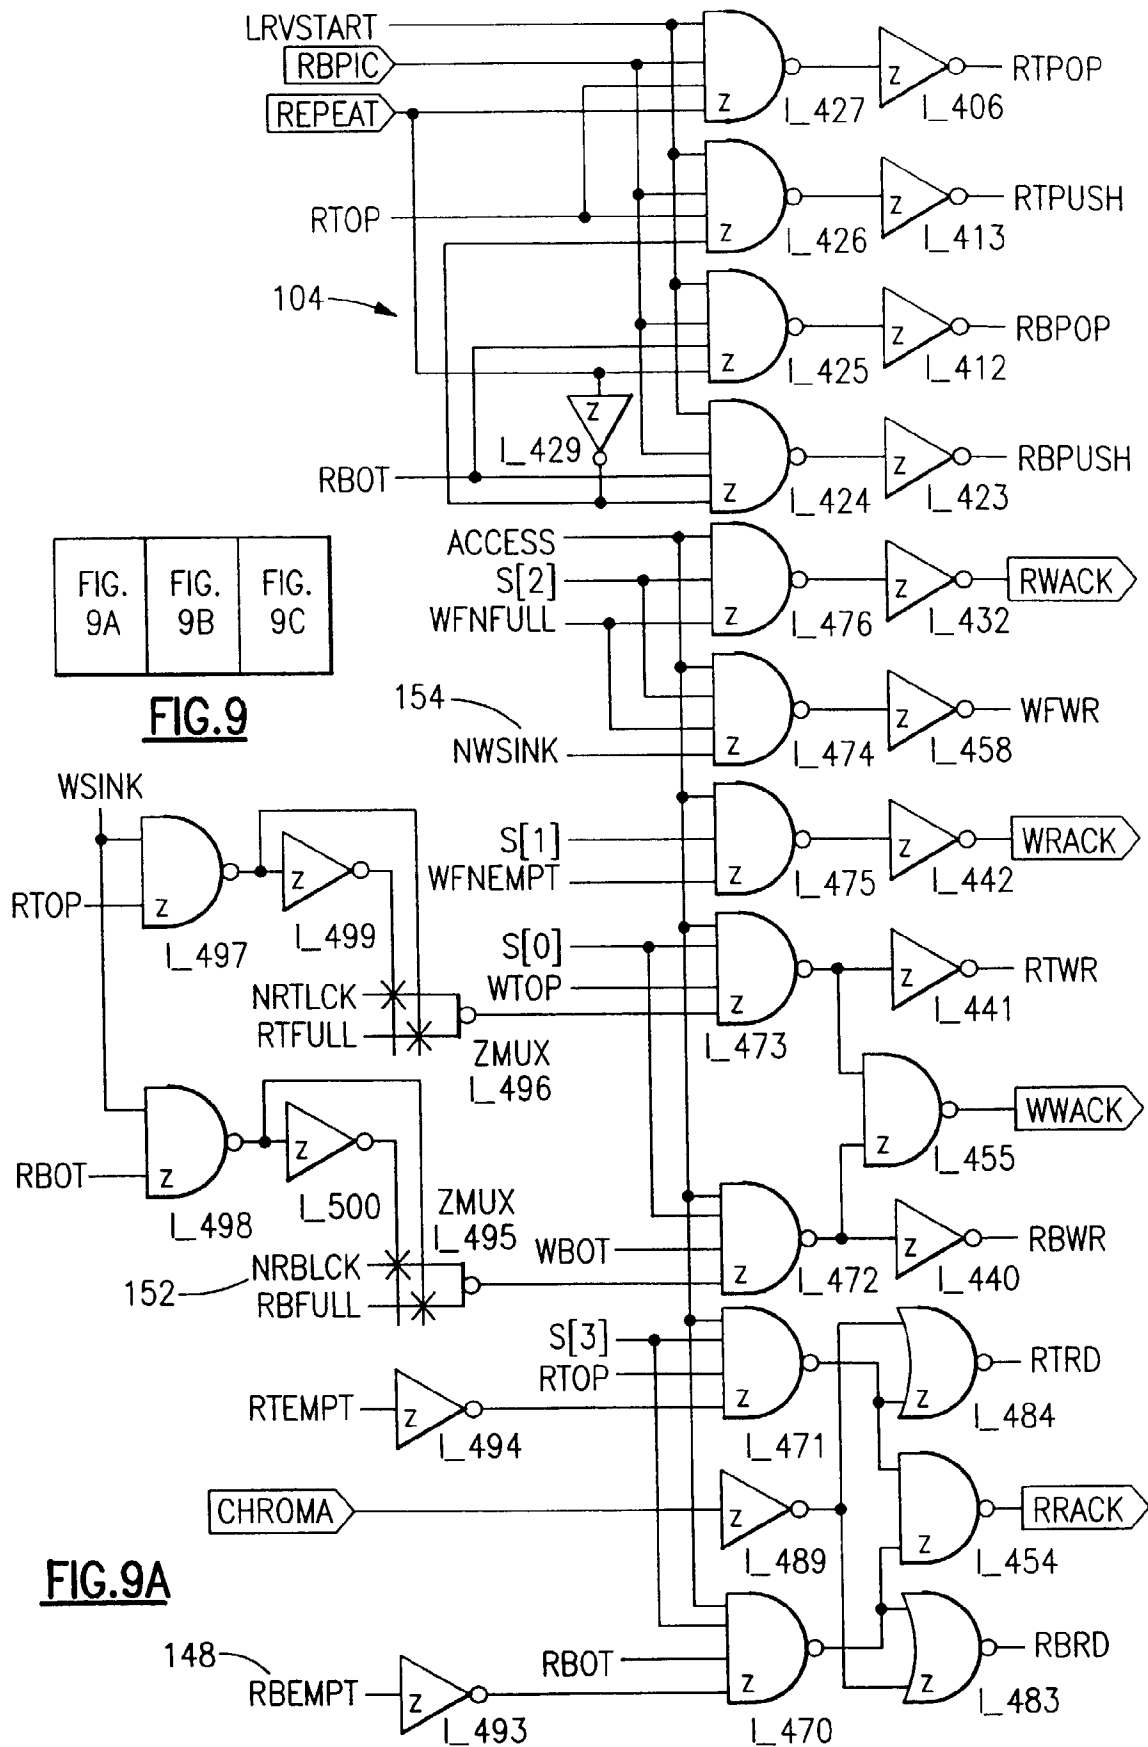 LRVSTART
RBPIC
REPEAT
Z
I_427
Z
I_406
RTPOP
RTOP
Z
I_426
Z
I_413
RTPUSH
104
Z
I_425
Z
I_412
RBPOP
Z
I_429
RBOT
Z
I_424
Z
I_423
RBPUSH
FIG. 9A
FIG. 9B
FIG. 9C
FIG.9
ACCESS
S[2]
WFNFULL
Z
I_476
Z
I_432
RWACK
154
NWSINK
Z
I_474
Z
I_458
WFWR
WSINK
RTOP
Z
I_497
Z
I_499
S[1]
WFNEMPT
Z
I_475
Z
I_442
WRACK
S[0]
WTOP
NRTLCK
RTFULL
ZMUX
I_496
Z
I_473
Z
I_441
RTWR
Z
I_455
WWACK
RBOT
Z
I_498
Z
I_500
ZMUX
I_495
152
NRBLCK
RBFULL
WBOT
Z
I_472
Z
I_440
RBWR
S[3]
RTOP
RTEMPT
Z
I_494
Z
I_471
Z
I_484
RTRD
CHROMA
Z
I_489
Z
I_454
RRACK
FIG.9A
148
RBEMPT
Z
I_493
RBOT
Z
I_470
Z
I_483
RBRD